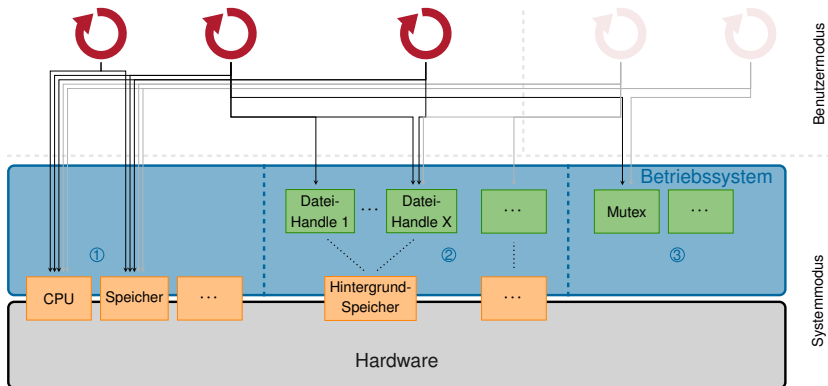 Benutzermodus
Betriebssystem
Datei-
Handle 1
...
Datei-
Handle X
...
Mutex
...
①
②
③
CPU
Speicher
...
Hintergrund-
Speicher
...
Systemmodus
Hardware